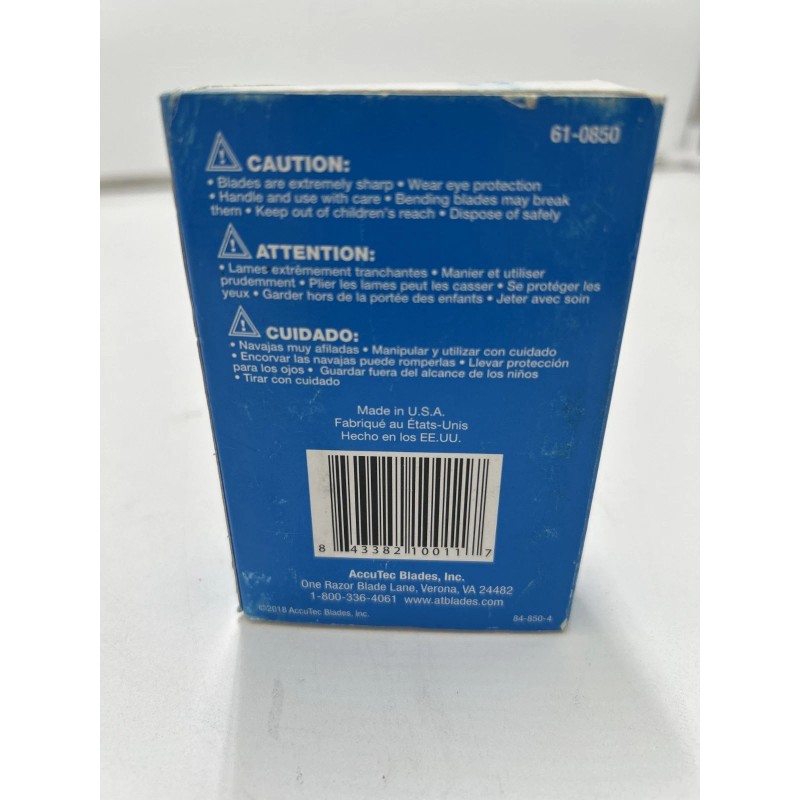 61-0850
CAUTION:
• Blades are extremely sharp • Wear eye protection
• Handle and use with care • Bending blades may break
them • Keep out of children's reach • Dispose of safely
ATTENTION:
• Lames extrêmement tranchantes • Manier et utiliser
prudemment • Plier les lames peut les casser • Se protéger les
yeux • Garder hors de la portée des enfants • Jeter avec soin
CUIDADO:
• Navajas muy afiladas • Manipular y utilizar con cuidado
• Encorvar las navajas puede romperlas • Llevar protección
para los ojos • Guardar fuera del alcance de los niños
• Tirar con cuidado
Made in U.S.A.
Fabriqué au États-Unis
Hecho en los EE.UU.
8 43382 10011 7
AccuTec Blades, Inc.
One Razor Blade Lane, Verona, VA 24482
1-800-336-4061 www.atblades.com
©2018 AccuTec Blades, Inc. 84-850-4